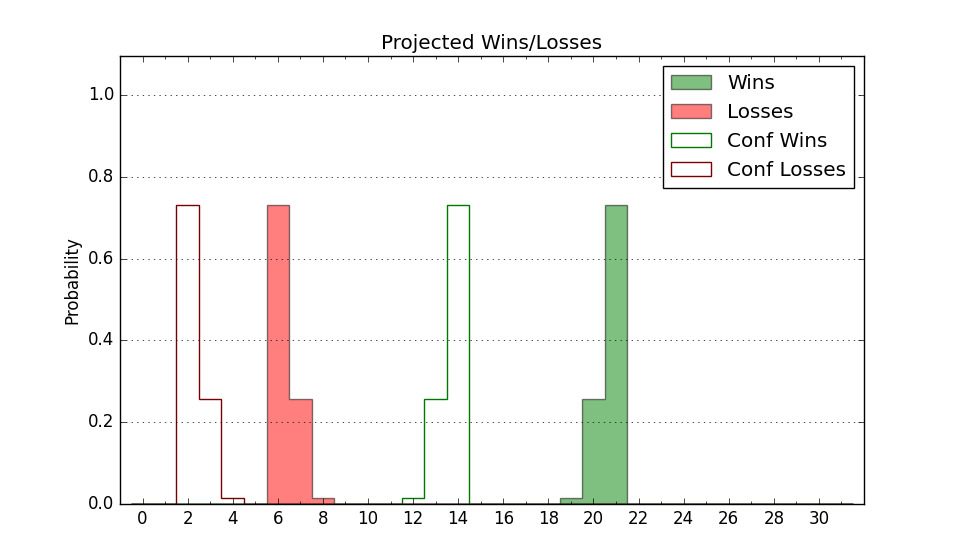 Projected Wins/Losses
Wins
Losses
Conf Wins
Conf Losses
Probability
1.0
0.8
0.6
0.4
0.2
0.0
0 2 4 6 8 10 12 14 16 18 20 22 24 26 28 30